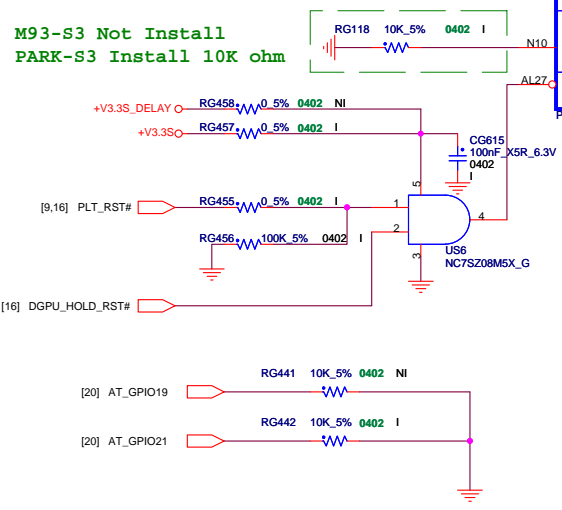 M93-S3 Not Install
PARK-S3 Install 10K ohm
RG118 10K_5% 0402 I
N10
AL27
+V3.3S_DELAY RG458 0_5% 0402 NI
+V3.3S RG457 0_5% 0402 I
CG615
100nF_X5R_6.3V
0402
I
5
[9,16] PLT_RST# RG455 0_5% 0402 I 1
4
2
RG456 100K_5% 0402 I
3
US6
NC7SZ08M5X_G
[16] DGPU_HOLD_RST#
RG441 10K_5% 0402 NI
[20] AT_GPIO19
RG442 10K_5% 0402 I
[20] AT_GPIO21